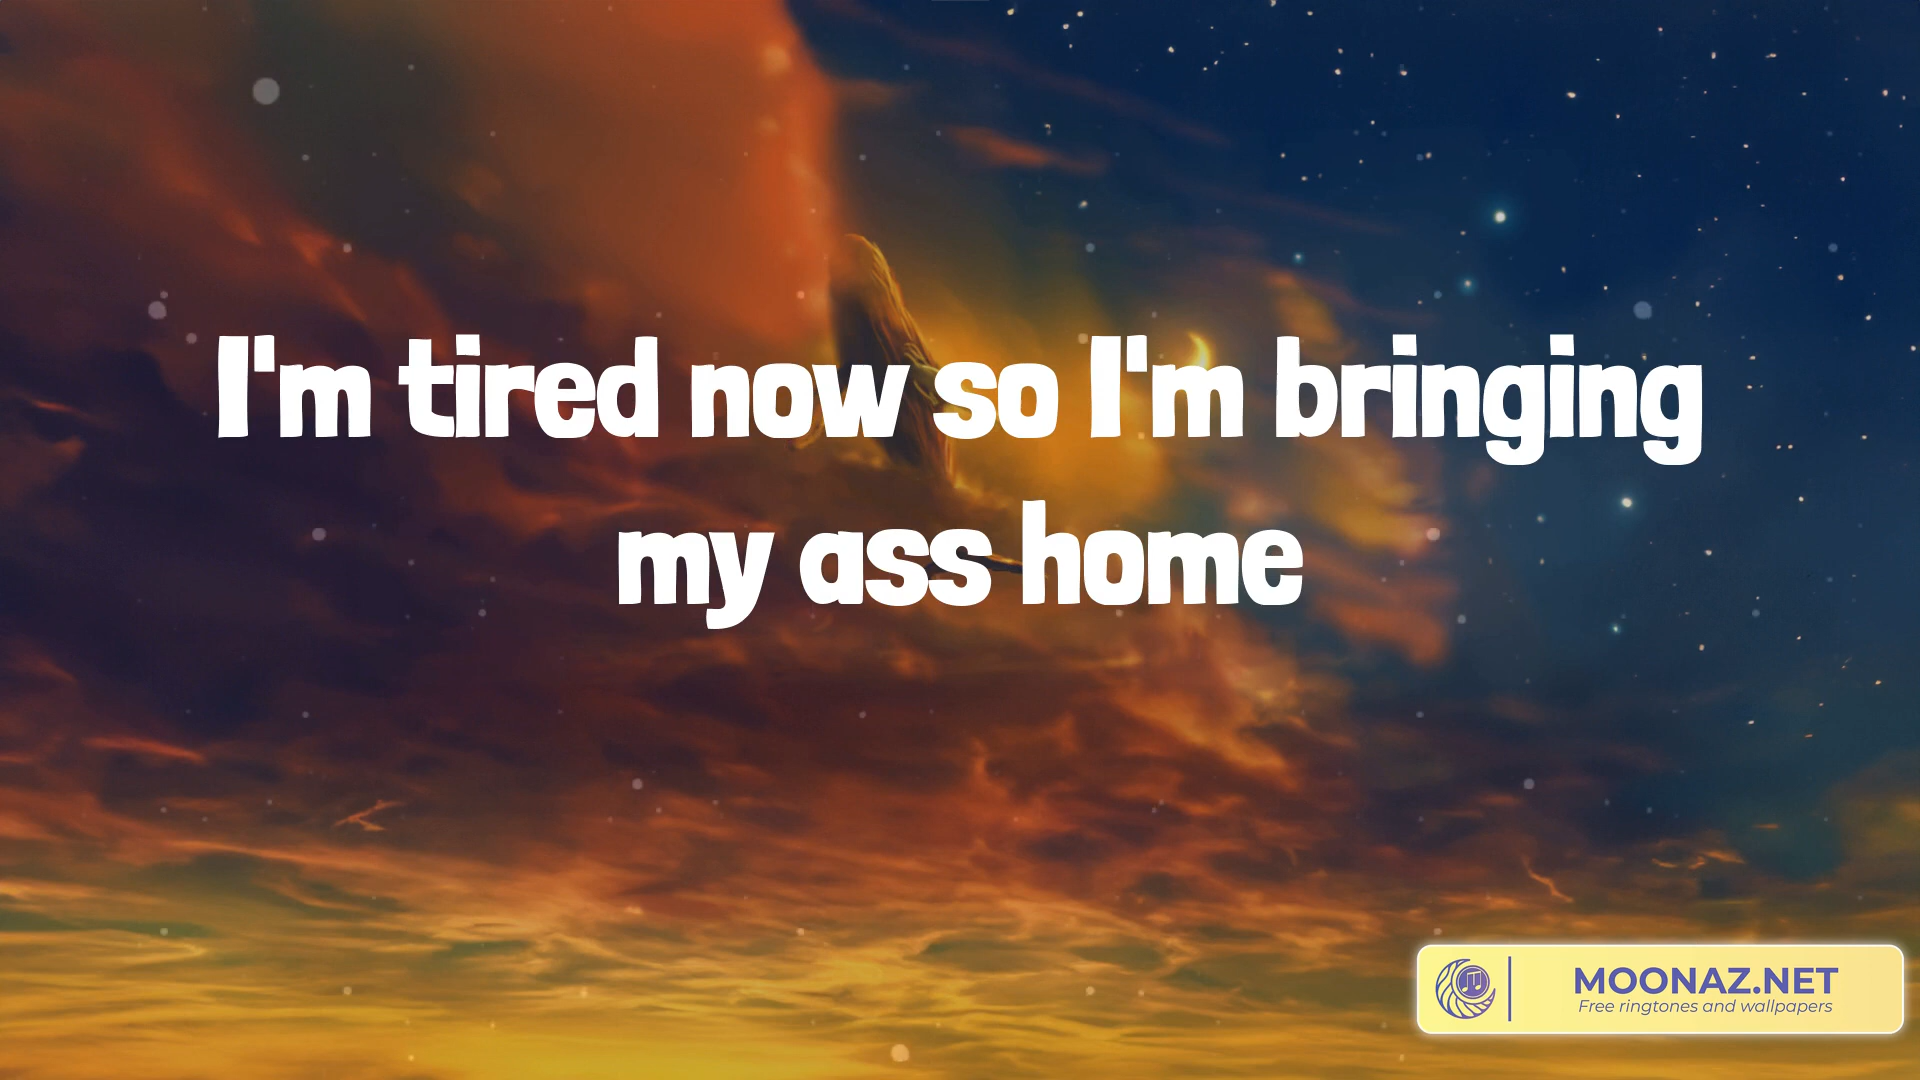 I'm tired now so I'm bringing
my ass home
MOONAZ.NET
Free ringtones and wallpapers